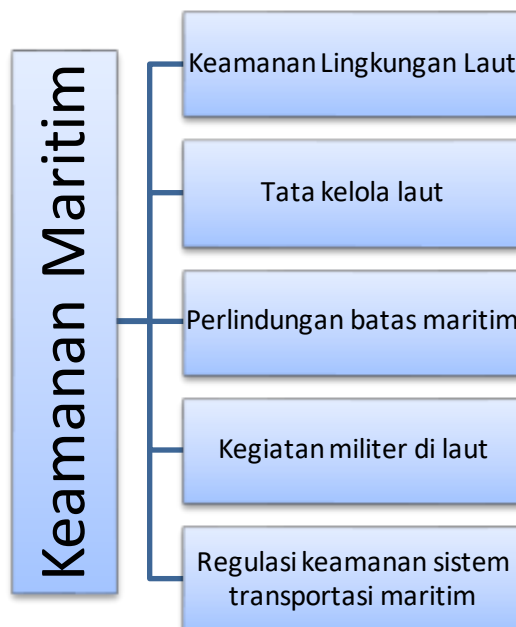 Keamanan Maritim
Keamanan Lingkungan Laut
Tata kelola laut
Perlindungan batas maritim
Kegiatan militer di laut
Regulasi keamanan sistem
transportasi maritim